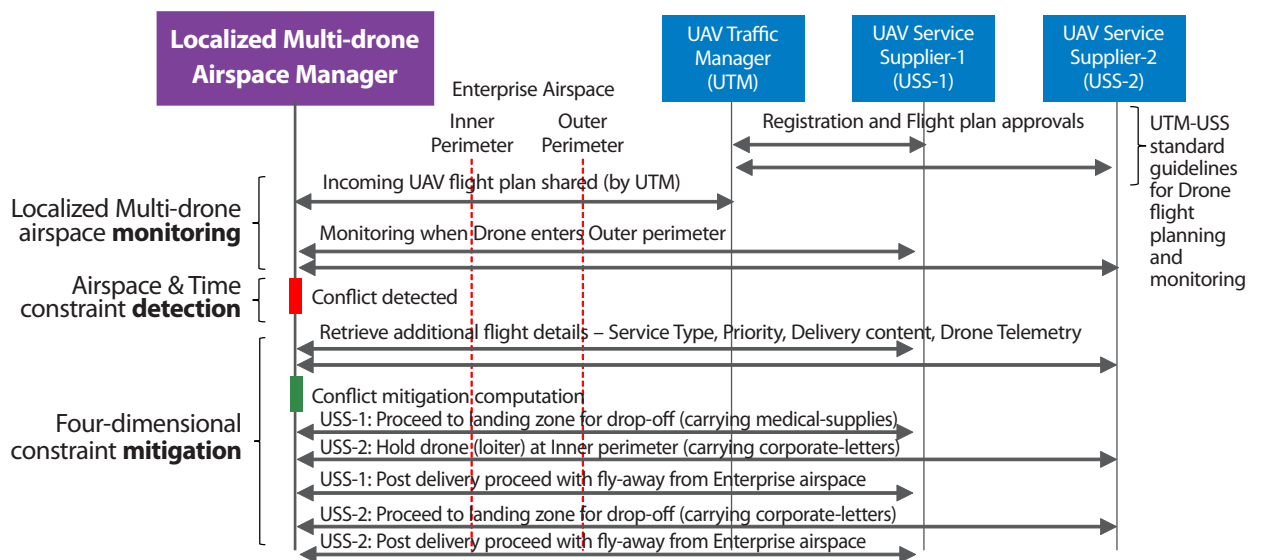 Localized Multi-drone
Airspace Manager
UAV Traffic
Manager
(UTM)
UAV Service
Supplier-1
(USS-1)
UAV Service
Supplier-2
(USS-2)
Enterprise Airspace
Inner
Perimeter
Outer
Perimeter
Registration and Flight plan approvals
UTM-USS
standard
guidelines
for Drone
flight
planning
and
monitoring
Localized Multi-drone
airspace monitoring
Incoming UAV flight plan shared (by UTM)
Monitoring when Drone enters Outer perimeter
Airspace & Time
constraint detection
Conflict detected
Four-dimensional
constraint mitigation
Retrieve additional flight details – Service Type, Priority, Delivery content, Drone Telemetry
Conflict mitigation computation
USS-1: Proceed to landing zone for drop-off (carrying medical-supplies)
USS-2: Hold drone (loiter) at Inner perimeter (carrying corporate-letters)
USS-1: Post delivery proceed with fly-away from Enterprise airspace
USS-2: Proceed to landing zone for drop-off (carrying corporate-letters)
USS-2: Post delivery proceed with fly-away from Enterprise airspace